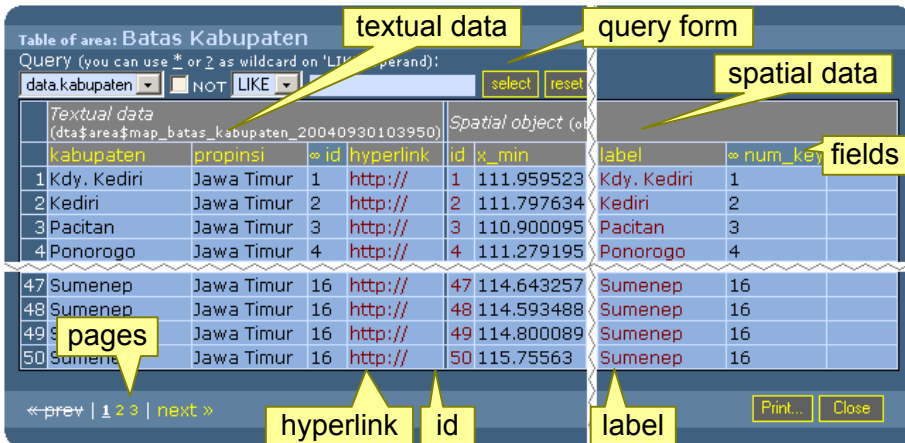 textual data
query form
Table of area: Batas Kabupaten
Query (you can use * or ? as wildcard on 'LIKE' operand):
data.kabupaten NOT LIKE select reset
spatial data
Textual data
(dta$area$map_batas_kabupaten_20040930103950)
Spatial object
kabupaten propinsi ∞ id hyperlink id x_min label ∞ num_key
fields
1 Kdy. Kediri Jawa Timur 1 http:// 1 111.959523 Kdy. Kediri 1
2 Kediri Jawa Timur 2 http:// 2 111.797634 Kediri 2
3 Pacitan Jawa Timur 3 http:// 3 110.900095 Pacitan 3
4 Ponorogo Jawa Timur 4 http:// 4 111.279195 Ponorogo 4
47 Sumenep Jawa Timur 16 http:// 47 114.643257 Sumenep 16
48 Sumenep Jawa Timur 16 http:// 48 114.593488 Sumenep 16
49 Jawa Timur 16 http:// 49 114.800089 Sumenep 16
50 Sumenep Jawa Timur 16 http:// 50 115.75563 Sumenep 16
pages
« prev | 1 2 3 | next »
Print... Close
hyperlink
id
label